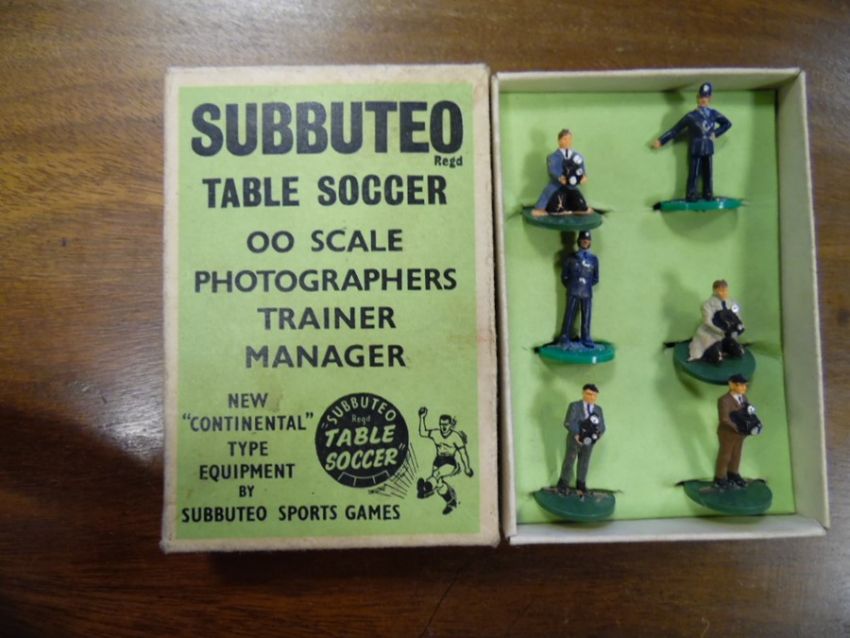 SUBBUTEO
Regd
TABLE SOCCER
OO SCALE
PHOTOGRAPHERS
TRAINER
MANAGER
NEW
"CONTINENTAL"
TYPE
EQUIPMENT
BY
SUBBUTEO SPORTS GAMES
"SUBBUTEO
Regd
TABLE
SOCCER"